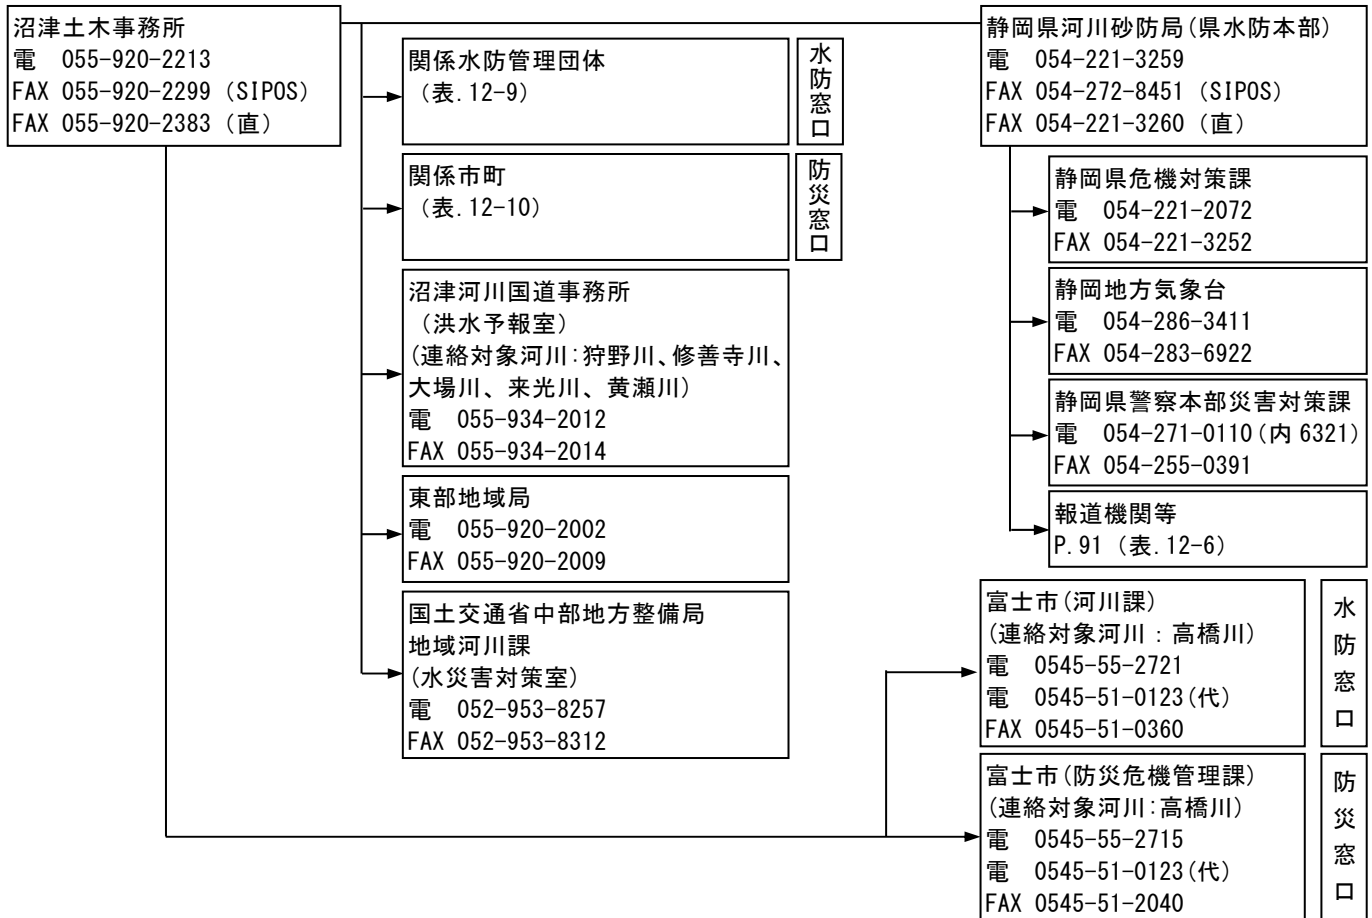 沼津土木事務所
電　055-920-2213
FAX 055-920-2299 (SIPOS)
FAX 055-920-2383 (直)
関係水防管理団体
(表.12-9)
水防窓口
関係市町
(表.12-10)
防災窓口
沼津河川国道事務所
(洪水予報室)
(連絡対象河川:狩野川、修善寺川、
大場川、来光川、黄瀬川)
電　055-934-2012
FAX 055-934-2014
東部地域局
電　055-920-2002
FAX 055-920-2009
国土交通省中部地方整備局
地域河川課
(水災害対策室)
電　052-953-8257
FAX 052-953-8312
静岡県河川砂防局(県水防本部)
電　054-221-3259
FAX 054-272-8451 (SIPOS)
FAX 054-221-3260 (直)
静岡県危機対策課
電　054-221-2072
FAX 054-221-3252
静岡地方気象台
電　054-286-3411
FAX 054-283-6922
静岡県警察本部災害対策課
電　054-271-0110(内 6321)
FAX 054-255-0391
報道機関等
P.91 (表.12-6)
富士市(河川課)
(連絡対象河川：高橋川)
電　0545-55-2721
電　0545-51-0123(代)
FAX 0545-51-0360
水防窓口
富士市(防災危機管理課)
(連絡対象河川:高橋川)
電　0545-55-2715
電　0545-51-0123(代)
FAX 0545-51-2040
防災窓口